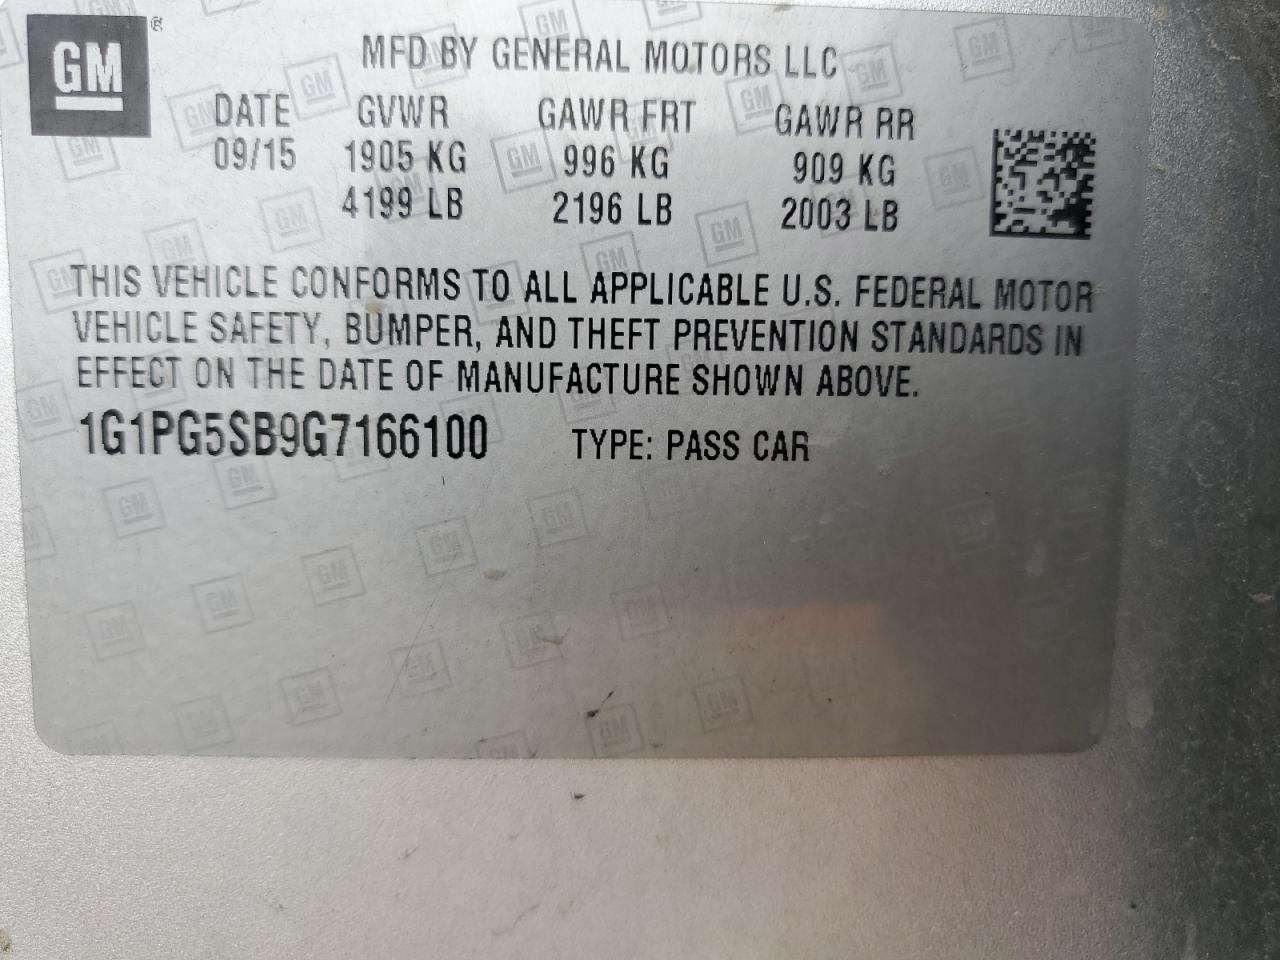 GM ®
MFD BY GENERAL MOTORS LLC
DATE GVWR GAWR FRT GAWR RR
09/15 1905 KG 996 KG 909 KG
4199 LB 2196 LB 2003 LB
THIS VEHICLE CONFORMS TO ALL APPLICABLE U.S. FEDERAL MOTOR
VEHICLE SAFETY, BUMPER, AND THEFT PREVENTION STANDARDS IN
EFFECT ON THE DATE OF MANUFACTURE SHOWN ABOVE.
1G1PG5SB9G7166100 TYPE: PASS CAR